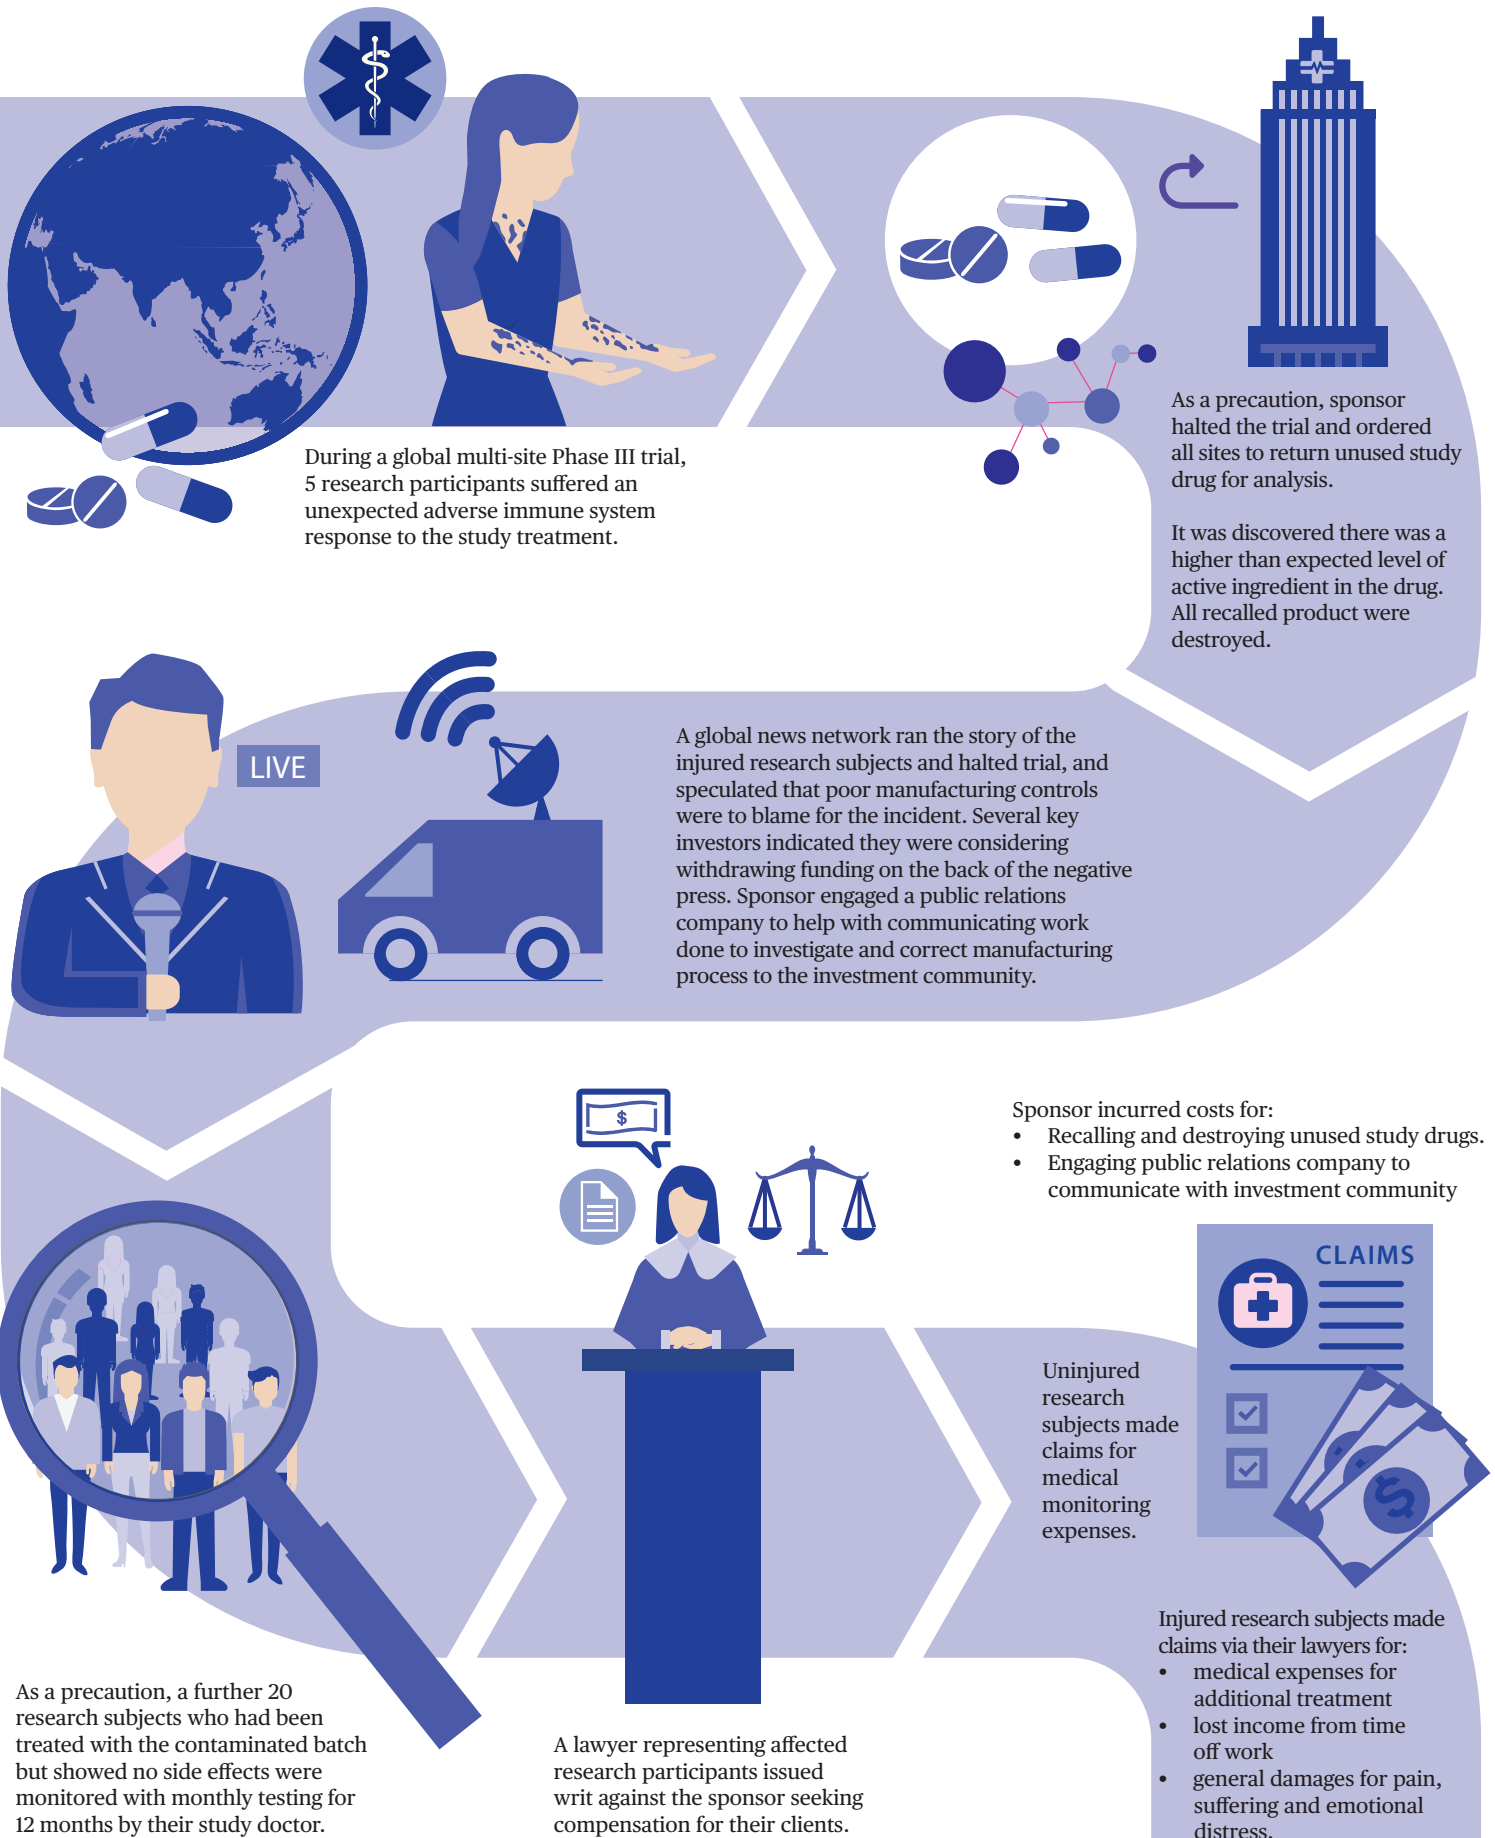 During a global multi-site Phase III trial,
5 research participants suffered an
unexpected adverse immune system
response to the study treatment.
As a precaution, sponsor
halted the trial and ordered
all sites to return unused study
drug for analysis.
It was discovered there was a
higher than expected level of
active ingredient in the drug.
All recalled product were
destroyed.
LIVE
A global news network ran the story of the
injured research subjects and halted trial, and
speculated that poor manufacturing controls
were to blame for the incident. Several key
investors indicated they were considering
withdrawing funding on the back of the negative
press. Sponsor engaged a public relations
company to help with communicating work
done to investigate and correct manufacturing
process to the investment community.
As a precaution, a further 20
research subjects who had been
treated with the contaminated batch
but showed no side effects were
monitored with monthly testing for
12 months by their study doctor.
$
A lawyer representing affected
research participants issued
writ against the sponsor seeking
compensation for their clients.
Sponsor incurred costs for:
• Recalling and destroying unused study drugs.
• Engaging public relations company to
communicate with investment community
CLAIMS
Uninjured
research
subjects made
claims for
medical
monitoring
expenses.
$
Injured research subjects made
claims via their lawyers for:
• medical expenses for
additional treatment
• lost income from time
off work
• general damages for pain,
suffering and emotional
distress.